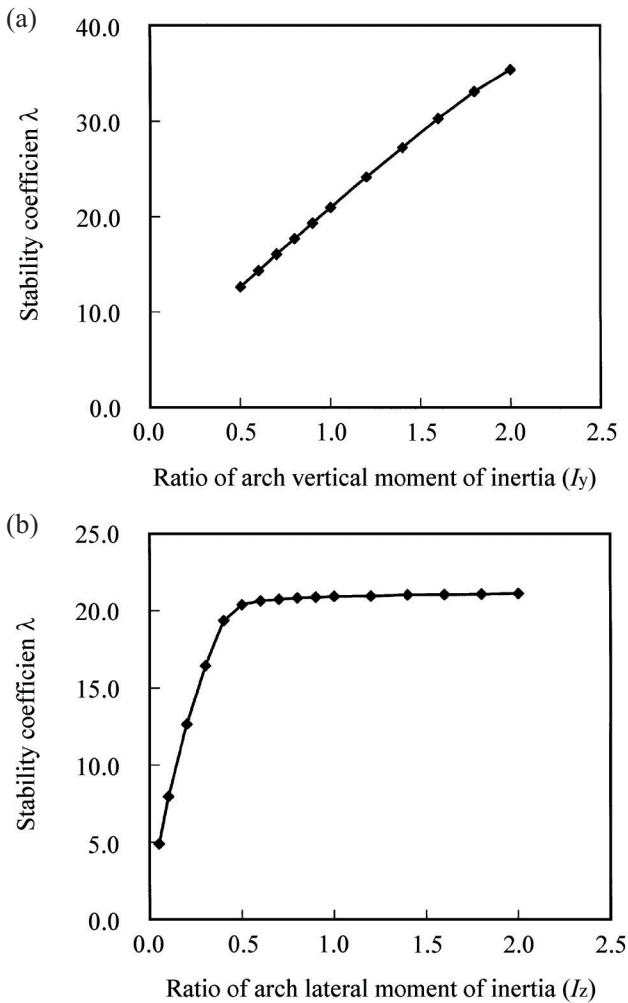 (a)
40.0
30.0
20.0
10.0
0.0
Stability coefficien λ
0.0 0.5 1.0 1.5 2.0 2.5
Ratio of arch vertical moment of inertia (Iy)
(b)
25.0
20.0
15.0
10.0
5.0
0.0
Stability coefficien λ
0.0 0.5 1.0 1.5 2.0 2.5
Ratio of arch lateral moment of inertia (Iz)